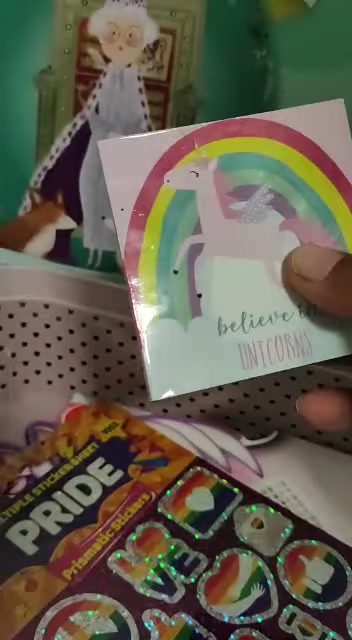 believe in
UNICORNS
PRIDE
Prismatic Stickers
LOVE